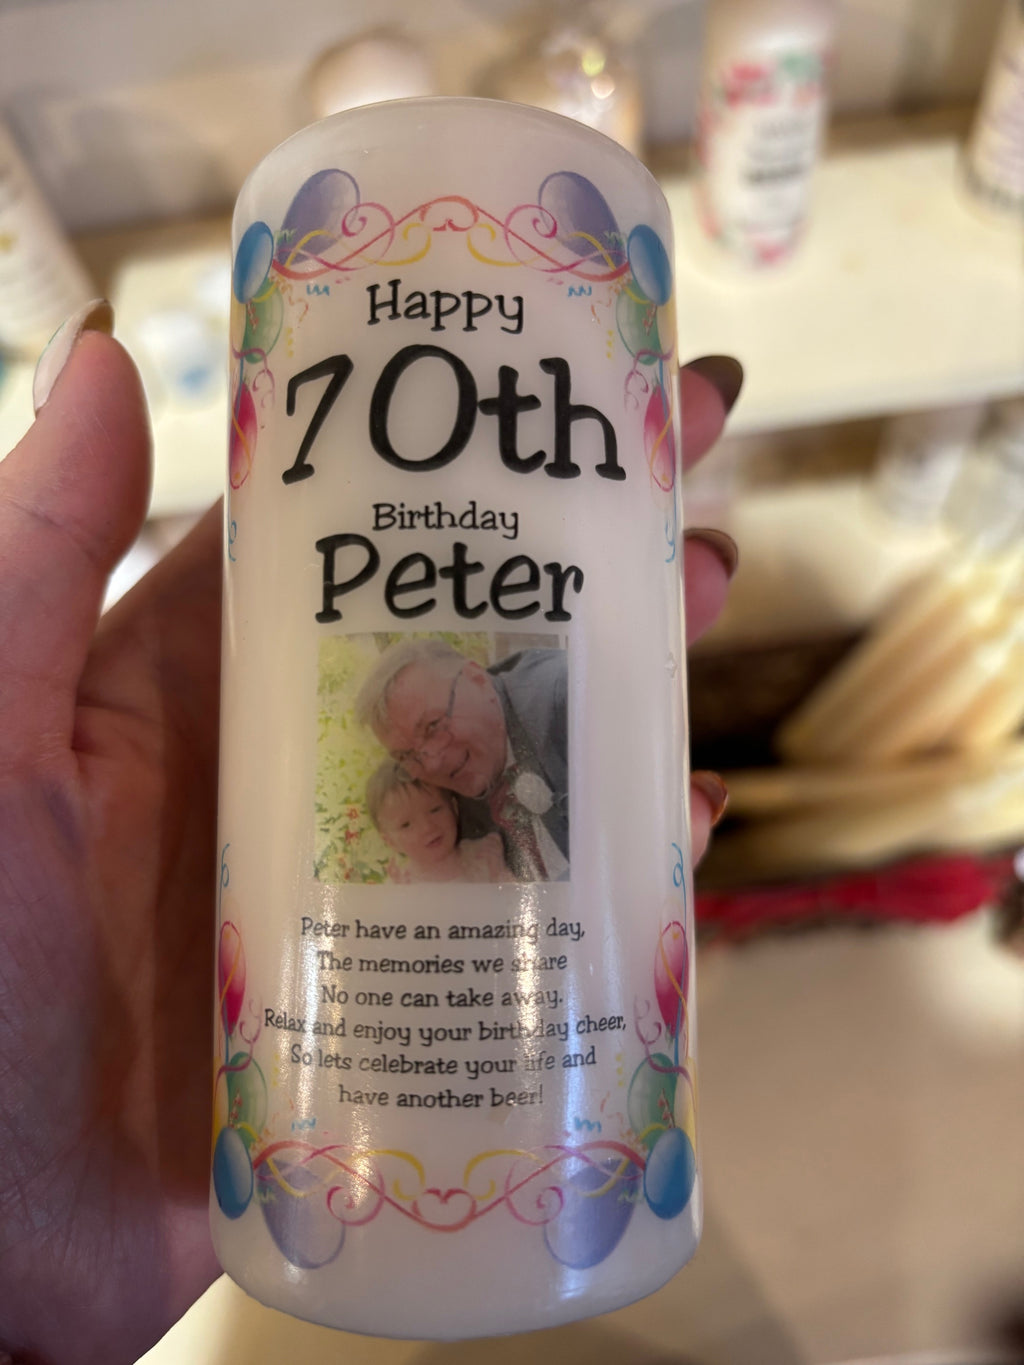 Happy
70th
Birthday
Peter
Peter have an amazing day,
The memories we share
No one can take away.
Relax and enjoy your birthday cheer,
So lets celebrate your life and
have another beer!